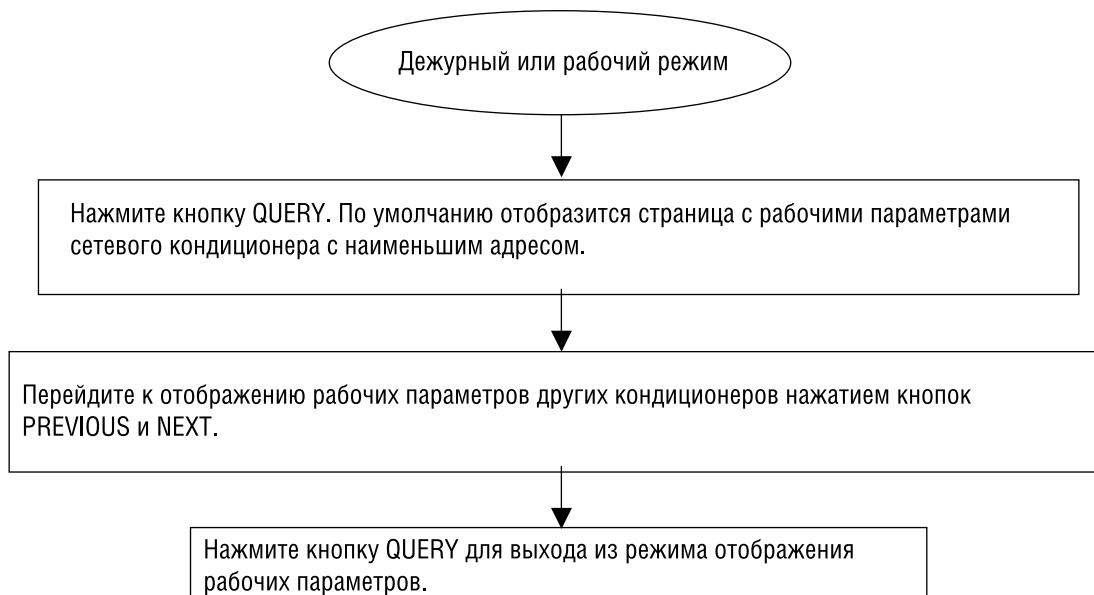 Дежурный или рабочий режим
Нажмите кнопку QUERY. По умолчанию отобразится страница с рабочими параметрами
сетевого кондиционера с наименьшим адресом.
Перейдите к отображению рабочих параметров других кондиционеров нажатием кнопок
PREVIOUS и NEXT.
Нажмите кнопку QUERY для выхода из режима отображения
рабочих параметров.